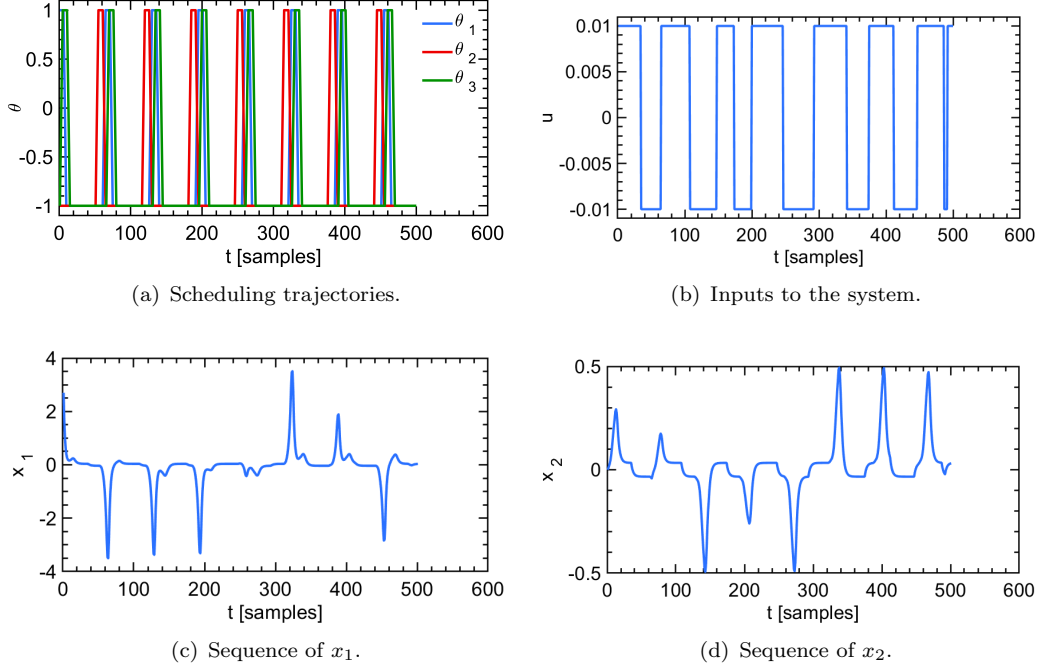 1
0.5
0
-0.5
-1
θ
θ 1
θ 2
θ 3
0 100 200 300 400 500 600
t [samples]
(a) Scheduling trajectories.
0.01
0.005
0
-0.005
-0.01
u
0 100 200 300 400 500 600
t [samples]
(b) Inputs to the system.
4
2
0
-2
-4
x 1
0 100 200 300 400 500 600
t [samples]
(c) Sequence of x1.
0.5
0
-0.5
x 2
0 100 200 300 400 500 600
t [samples]
(d) Sequence of x2.